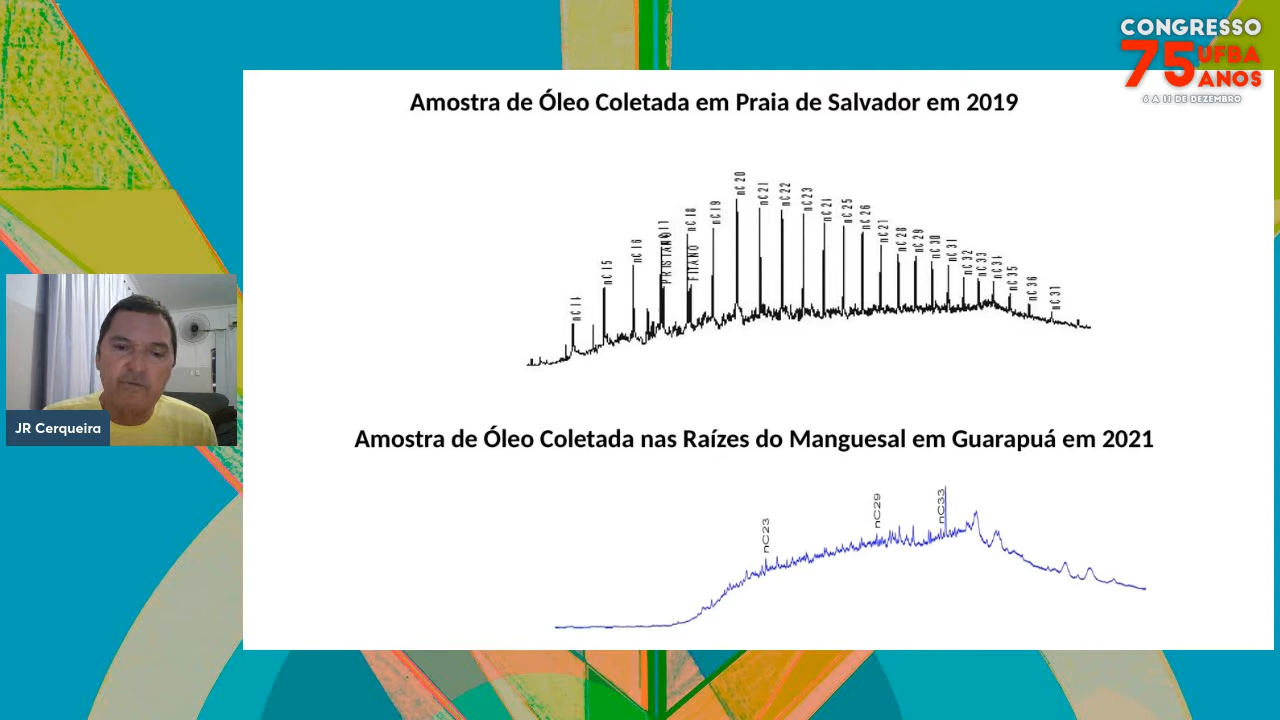 CONGRESSO
75 UFBA
ANOS
6 A 11 DE DEZEMBRO
Amostra de Óleo Coletada em Praia de Salvador em 2019
nC15
nC16
PRISTANO
nC18
FITANO
nC19
nC20
nC21
nC22
nC23
nC25
nC26
nC28
nC29
nC30
nC31
nC32
nC33
nC35
nC36
JR Cerqueira
Amostra de Óleo Coletada nas Raízes do Manguesal em Guarapuá em 2021
nC23
nC29
nC33